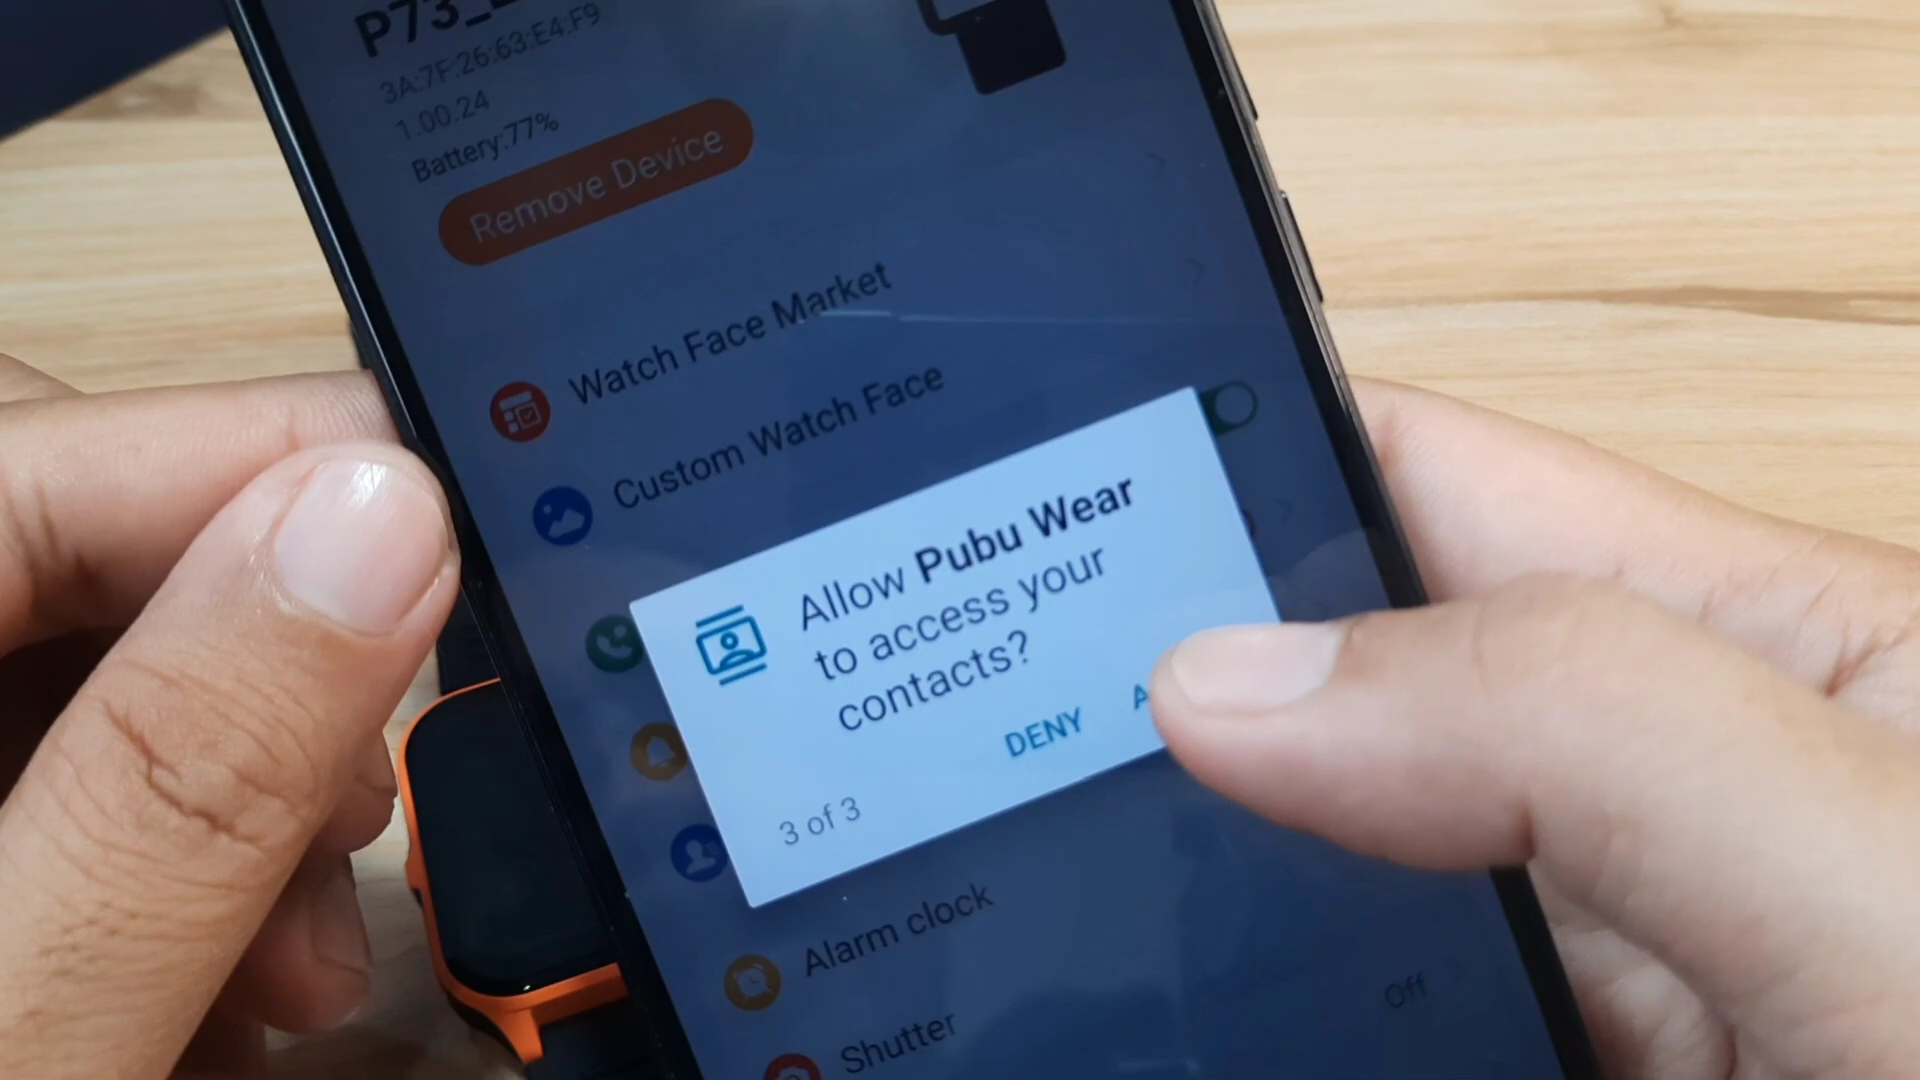 P73_
3A:7F:26:63:E4:F9
1.00.24
Battery:77%
Remove Device
Watch Face Market
Custom Watch Face
Allow Pubu Wear
to access your
contacts?
DENY
3 of 3
Alarm clock
Off
Shutter